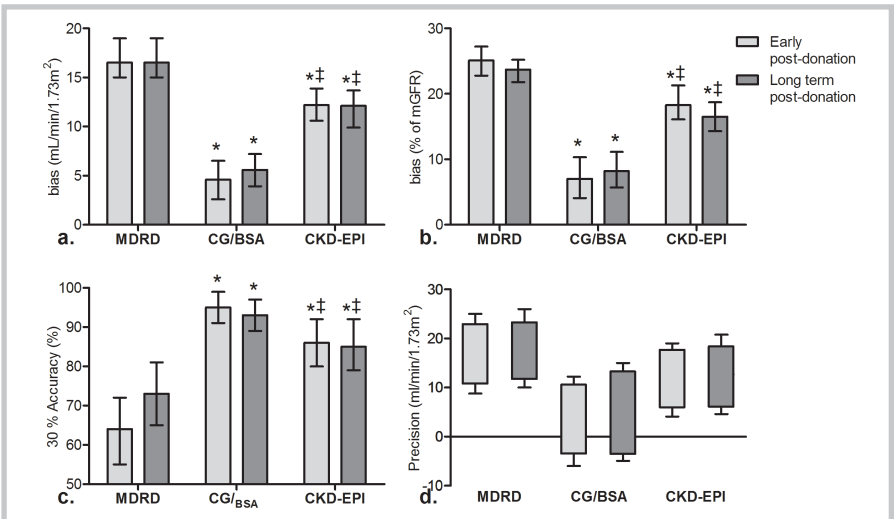 bias (mL/min/1.73m²)
20
15
10
5
0
*
*
*‡
*‡
MDRD
CG/BSA
CKD-EPI
a.
bias (% of mGFR)
30
20
10
0
*
*
*‡
*‡
MDRD
CG/BSA
CKD-EPI
b.
Early
post-donation
Long term
post-donation
30 % Accuracy (%)
100
90
80
70
60
50
*
*
*‡
*‡
MDRD
CG/BSA
CKD-EPI
c.
Precision (ml/min/1.73m²)
30
20
10
0
-10
MDRD
CG/BSA
CKD-EPI
d.